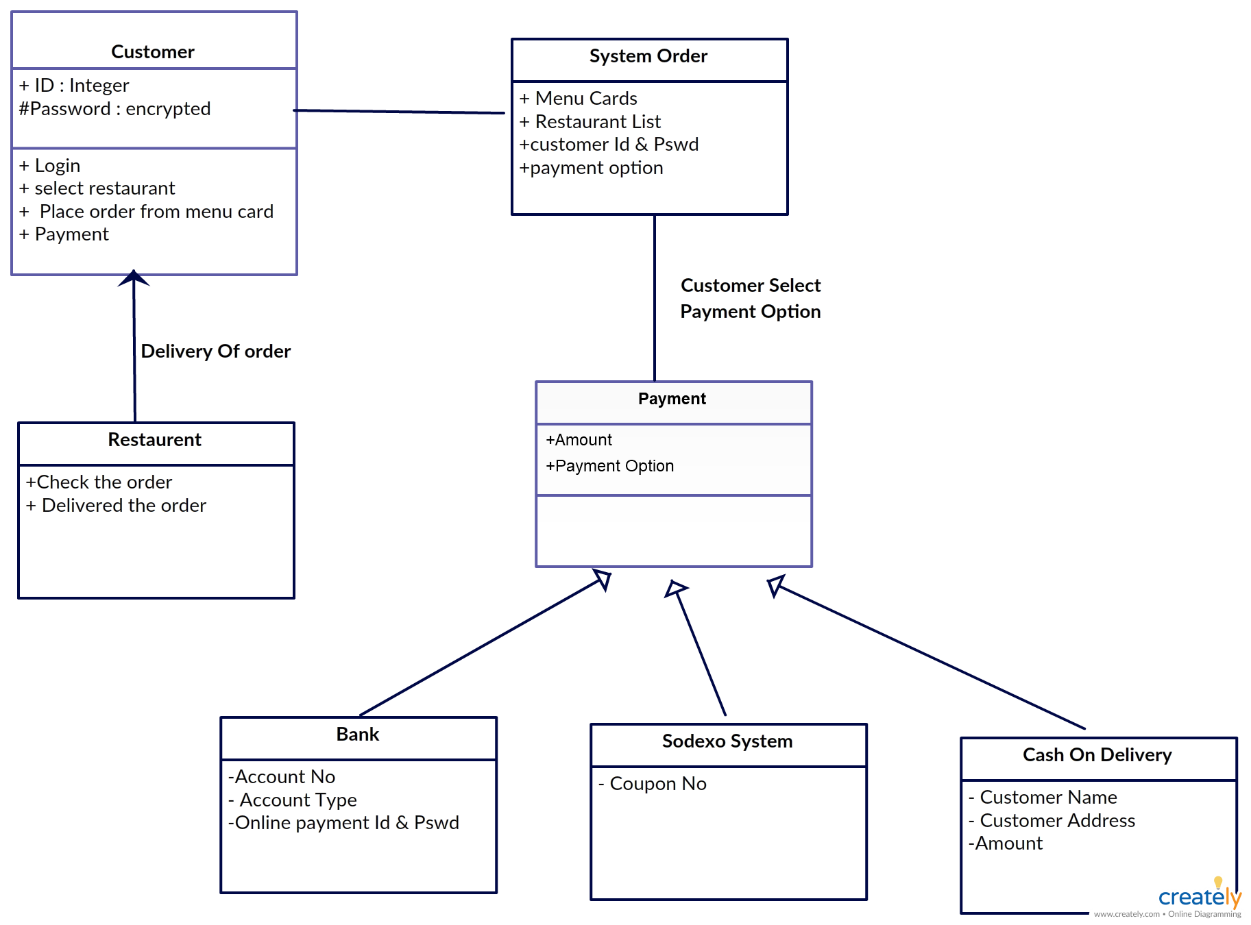 Customer
+ ID : Integer
#Password : encrypted
+ Login
+ select restaurant
+  Place order from menu card
+ Payment
System Order
+ Menu Cards
+ Restaurant List
+customer Id & Pswd
+payment option
Customer Select
Payment Option
Delivery Of order
Restaurent
+Check the order
+ Delivered the order
Payment
+Amount
+Payment Option
Bank
-Account No
- Account Type
-Online payment Id & Pswd
Sodexo System
- Coupon No
Cash On Delivery
- Customer Name
- Customer Address
-Amount
creately
www.creately.com • Online Diagramming